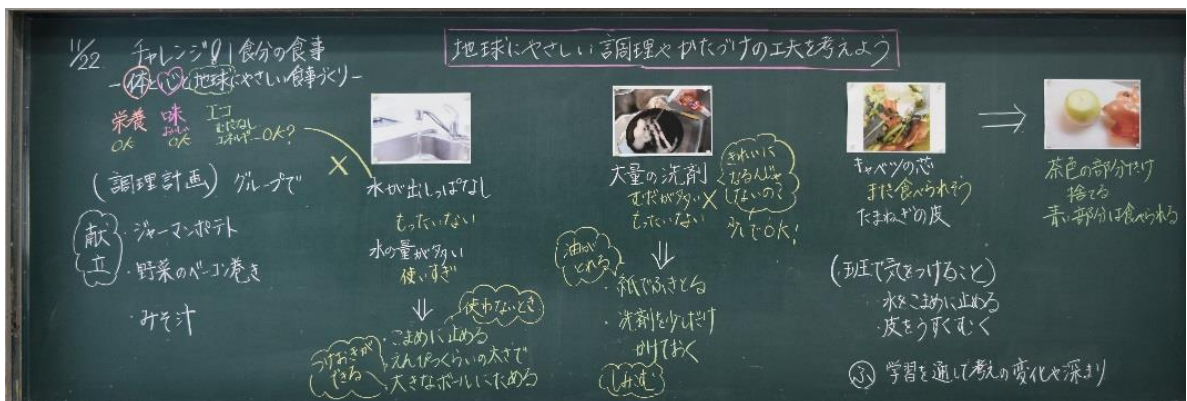 11/22 チャレンジ!1食分の食事
－体と心と地球にやさしい食事づくり－
地球にやさしい調理やかたづけの工夫を考えよう
栄養 OK
味 おいしい OK
エコ むだなし エネルギー OK?
(調理計画) グループで
献立
・ジャーマンポテト
・野菜のベーコン巻き
・みそ汁
×
水が出しっぱなし
もったいない
水の量が多い
使いすぎ
⇓
使わないとき
・こまめに止める
・えんぴつくらいの太さで
・大きなボールにためる
つけおきができる
大量の洗剤
むだが多い ×
もったいない
きれいになるんじゃないの?
少しでOK!
⇓
油がとれる
・紙でふきとる
・洗剤を少しだけ
かけておく
しみこむ
キャベツの芯
まだ食べられそう
たまねぎの皮
⇒
茶色の部分だけ
捨てる
青い部分は食べられる
(班で気をつけること)
・水をこまめに止める
・皮をうすくむく
ふ 学習を通して考えの変化や深まり